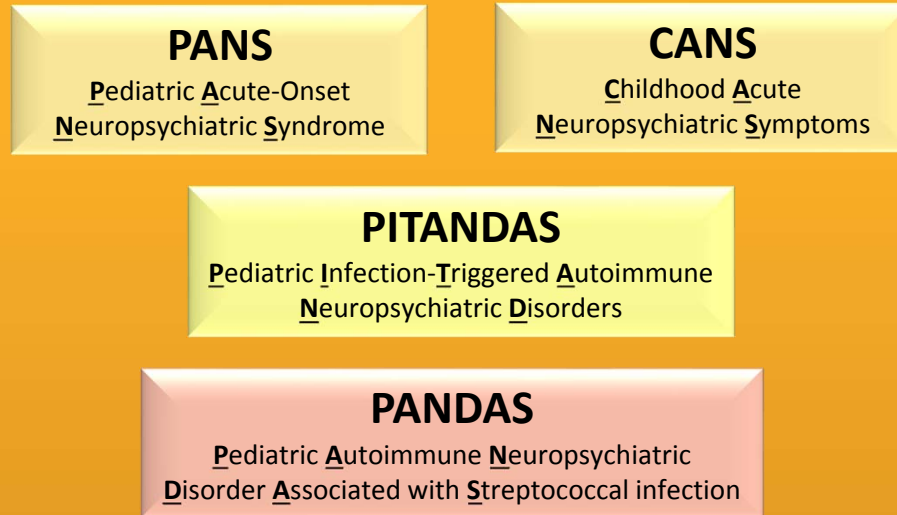 PANS
Pediatric Acute-Onset
Neuropsychiatric Syndrome
CANS
Childhood Acute
Neuropsychiatric Symptoms
PITANDAS
Pediatric Infection-Triggered Autoimmune
Neuropsychiatric Disorders
PANDAS
Pediatric Autoimmune Neuropsychiatric
Disorder Associated with Streptococcal infection